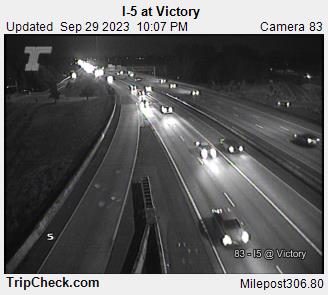 I-5 at Victory
Updated Sep 29 2023 10:07 PM Camera 83
T
S
83 - I5 @ Victory
TripCheck.com Milepost306.80